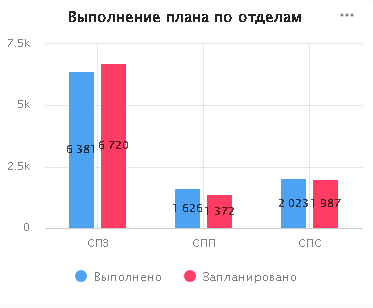 Выполнение плана по отделам
7.5k
5k
2.5k
0
6 381 6 720
1 626 1 372
2 023 1 987
СПЗ СПП СПС
Выполнено Запланировано